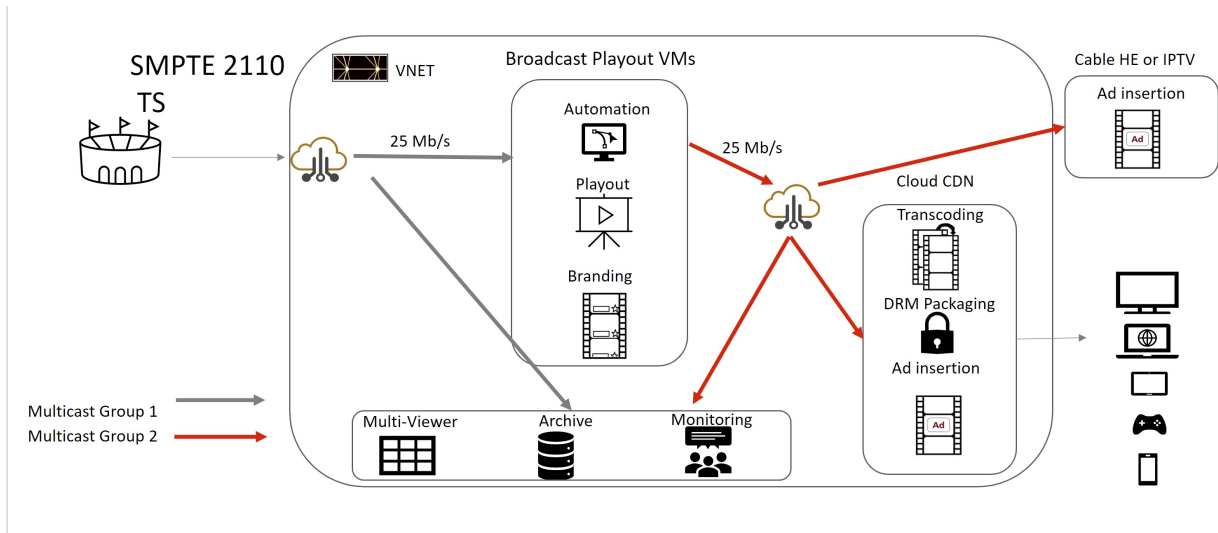 SMPTE 2110
TS
VNET
Broadcast Playout VMs
Cable HE or IPTV
Ad insertion
Ad
Automation
25 Mb/s
25 Mb/s
Playout
Cloud CDN
Transcoding
Branding
DRM Packaging
Ad insertion
Ad
Multicast Group 1
Multicast Group 2
Multi-Viewer
Archive
Monitoring